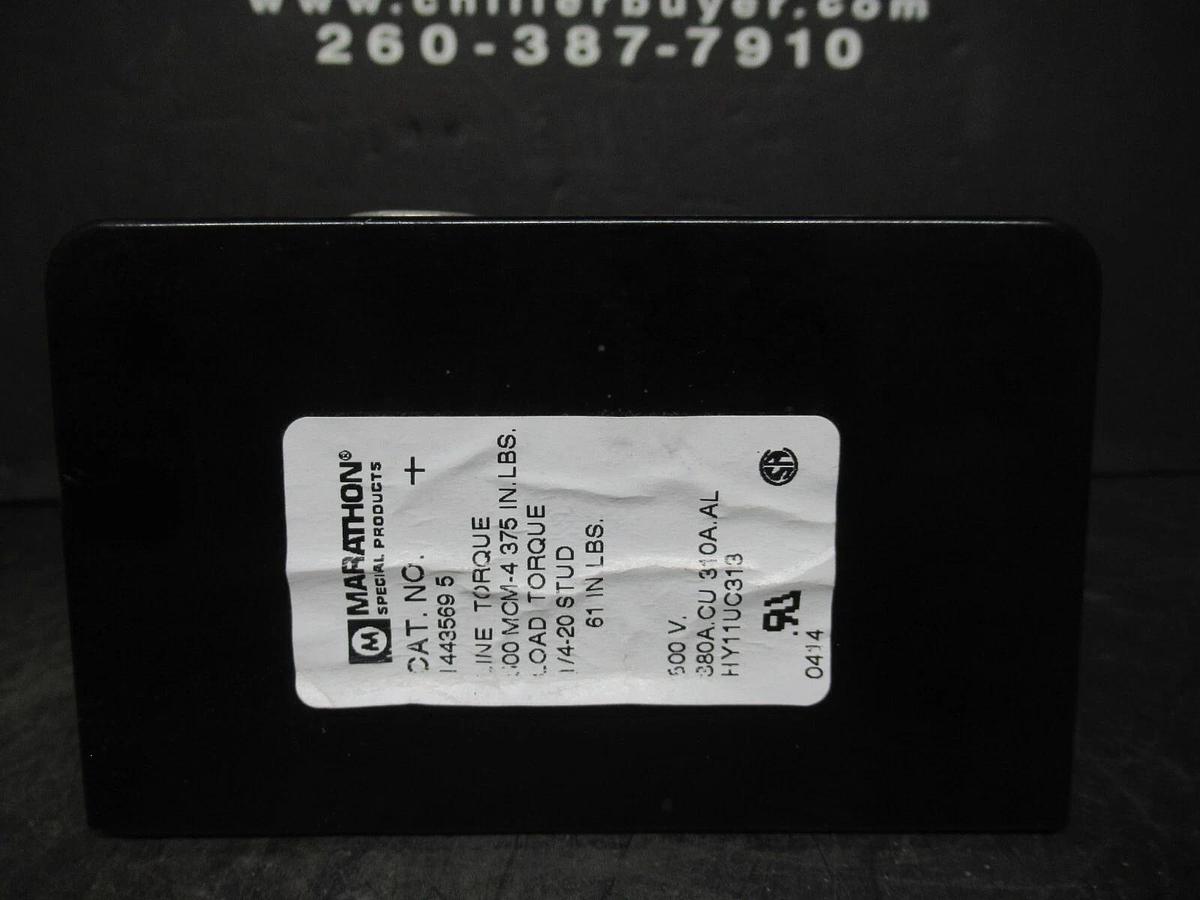 www.chillerbuyer.com
260-387-7910
MARATHON®
SPECIAL PRODUCTS
CAT. NO. +
1443569 5
LINE TORQUE
MCM-4 375 IN.LBS.
LOAD TORQUE
1/4-20 STUD
61 IN LBS.
600 V.
380A.CU 310A.AL
HY11UC313
0414